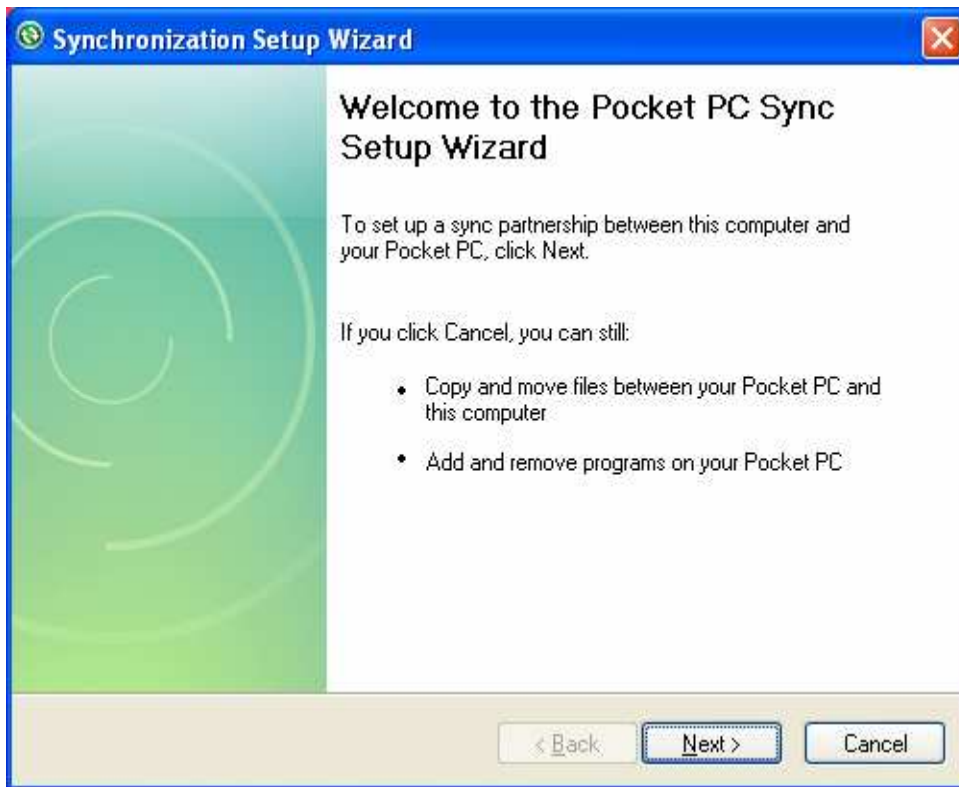 Synchronization Setup Wizard
Welcome to the Pocket PC Sync
Setup Wizard
To set up a sync partnership between this computer and
your Pocket PC, click Next.
If you click Cancel, you can still:
• Copy and move files between your Pocket PC and
this computer
• Add and remove programs on your Pocket PC
< Back
Next >
Cancel